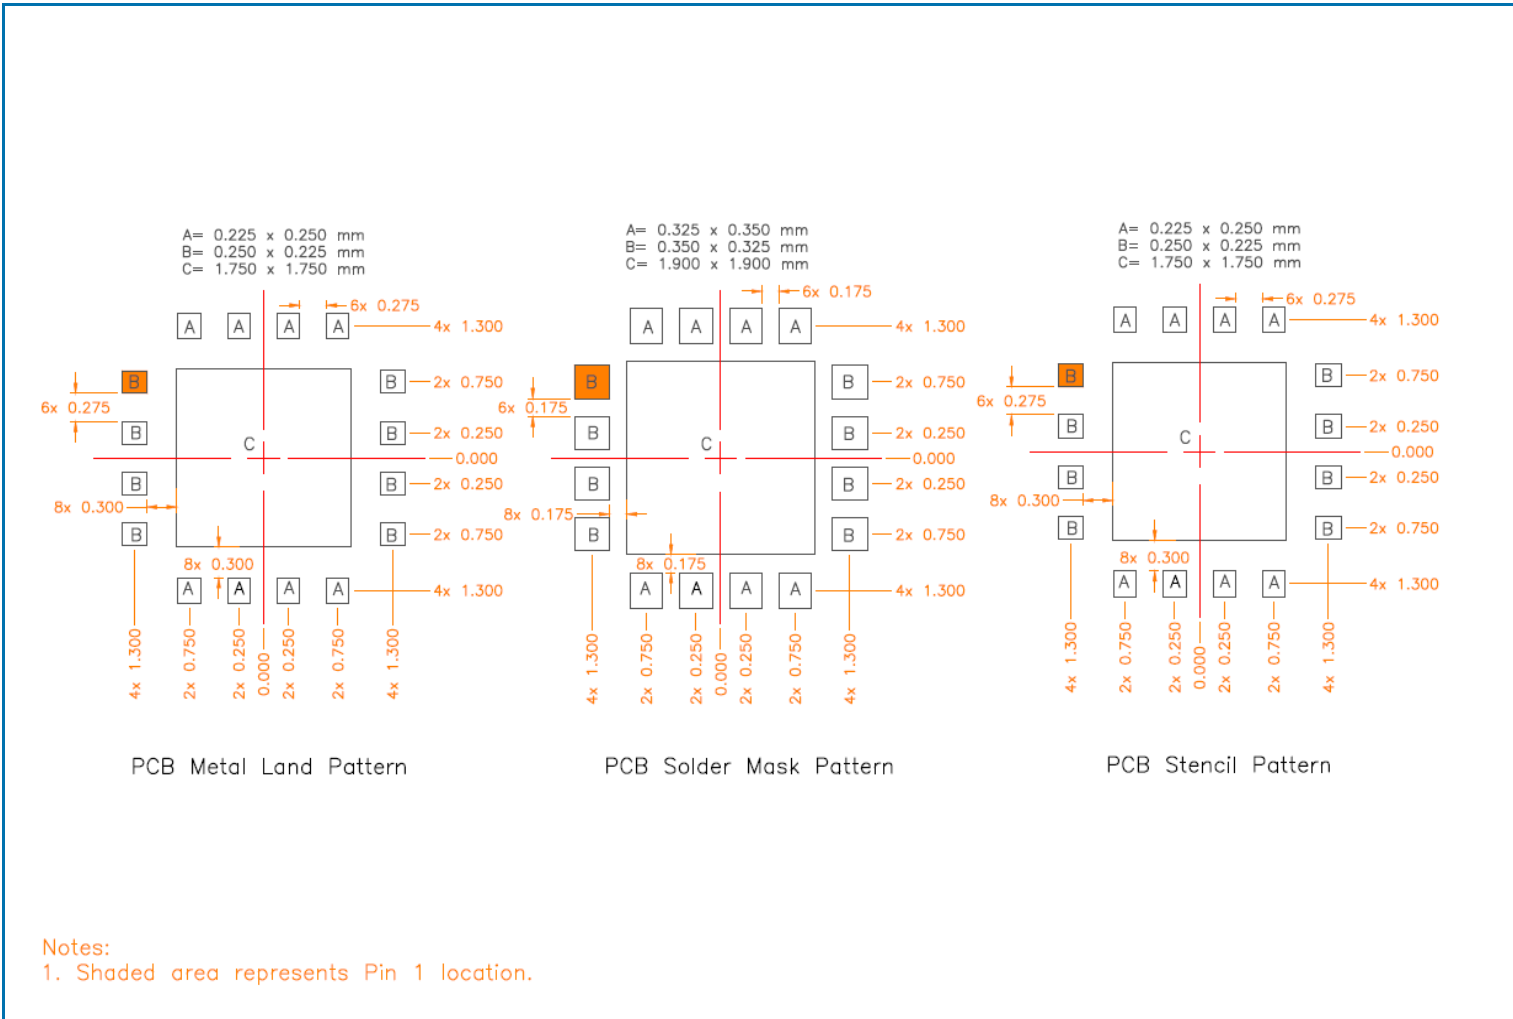 A= 0.225 x 0.250 mm
B= 0.250 x 0.225 mm
C= 1.750 x 1.750 mm
6x 0.275
A A A A
4x 1.300
B
B
2x 0.750
6x 0.275
B
C
B
2x 0.250
0.000
B
B
2x 0.250
8x 0.300
B
B
2x 0.750
8x 0.300
A A A A
4x 1.300
4x 1.300
2x 0.750
2x 0.250
0.000
2x 0.250
2x 0.750
4x 1.300
PCB Metal Land Pattern
A= 0.325 x 0.350 mm
B= 0.350 x 0.325 mm
C= 1.900 x 1.900 mm
6x 0.175
A A A A
4x 1.300
B
B
2x 0.750
6x 0.175
B
C
B
2x 0.250
0.000
B
B
2x 0.250
8x 0.175
B
B
2x 0.750
8x 0.175
A A A A
4x 1.300
4x 1.300
2x 0.750
2x 0.250
0.000
2x 0.250
2x 0.750
4x 1.300
PCB Solder Mask Pattern
A= 0.225 x 0.250 mm
B= 0.250 x 0.225 mm
C= 1.750 x 1.750 mm
6x 0.275
A A A A
4x 1.300
B
B
2x 0.750
6x 0.275
B
C
B
2x 0.250
0.000
B
B
2x 0.250
8x 0.300
B
B
2x 0.750
8x 0.300
A A A A
4x 1.300
4x 1.300
2x 0.750
2x 0.250
0.000
2x 0.250
2x 0.750
4x 1.300
PCB Stencil Pattern
Notes:
1. Shaded area represents Pin 1 location.